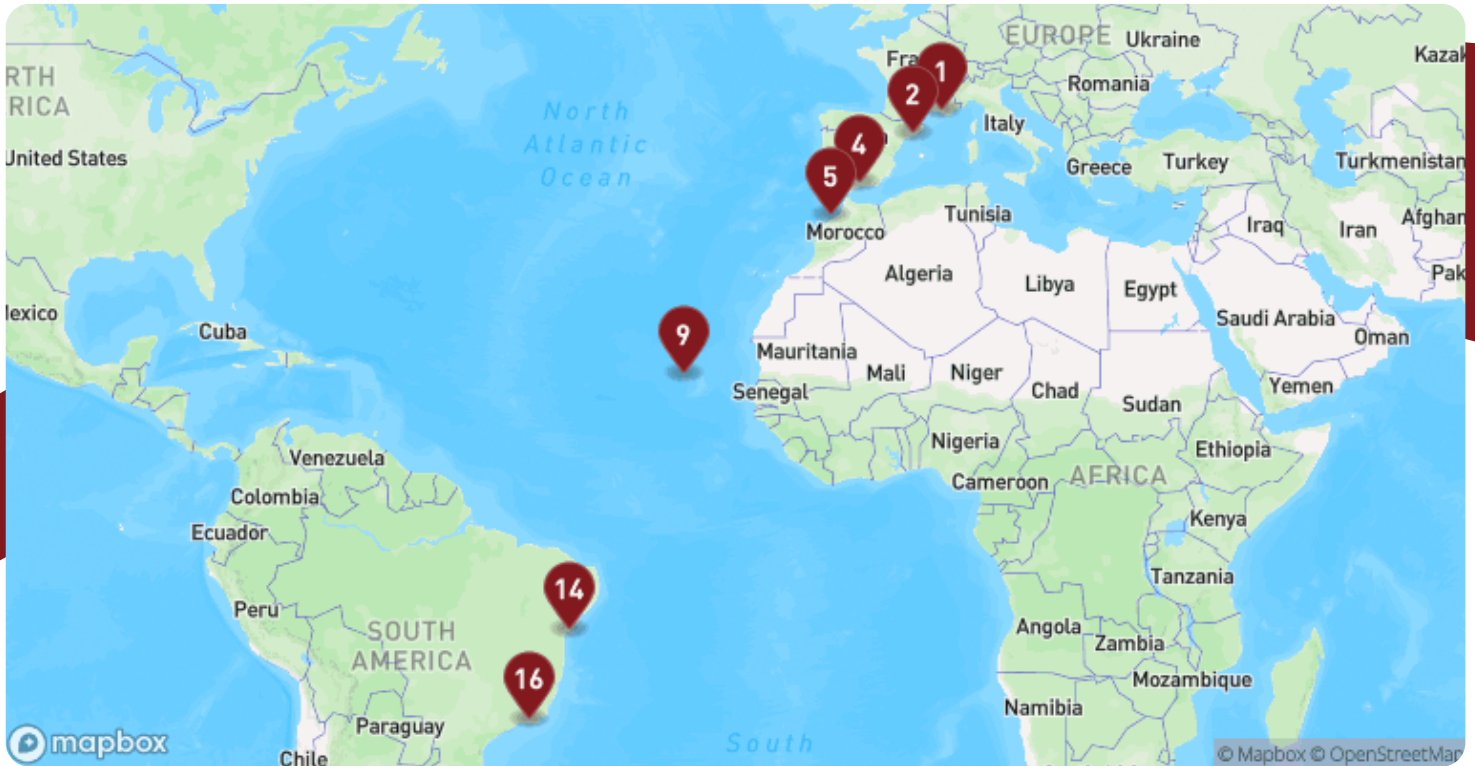 EUROPE
Ukraine
Fra
Kazak
RTH
RICA
1
2
Romania
North
Atlantic
Ocean
Italy
4
United States
Greece
Turkey
Turkmenistan
5
Tunisia
Morocco
Iraq
Iran
Afghan
Algeria
Libya
Egypt
Pak
Mexico
Cuba
9
Saudi Arabia
Oman
Mauritania
Mali
Niger
Chad
Yemen
Senegal
Sudan
Nigeria
Ethiopia
Venezuela
Cameroon
AFRICA
Colombia
Ecuador
Kenya
14
Tanzania
Peru
SOUTH
AMERICA
Angola
Zambia
16
Mozambique
Namibia
Paraguay
South
mapbox
Chile
© Mapbox © OpenStreetMap